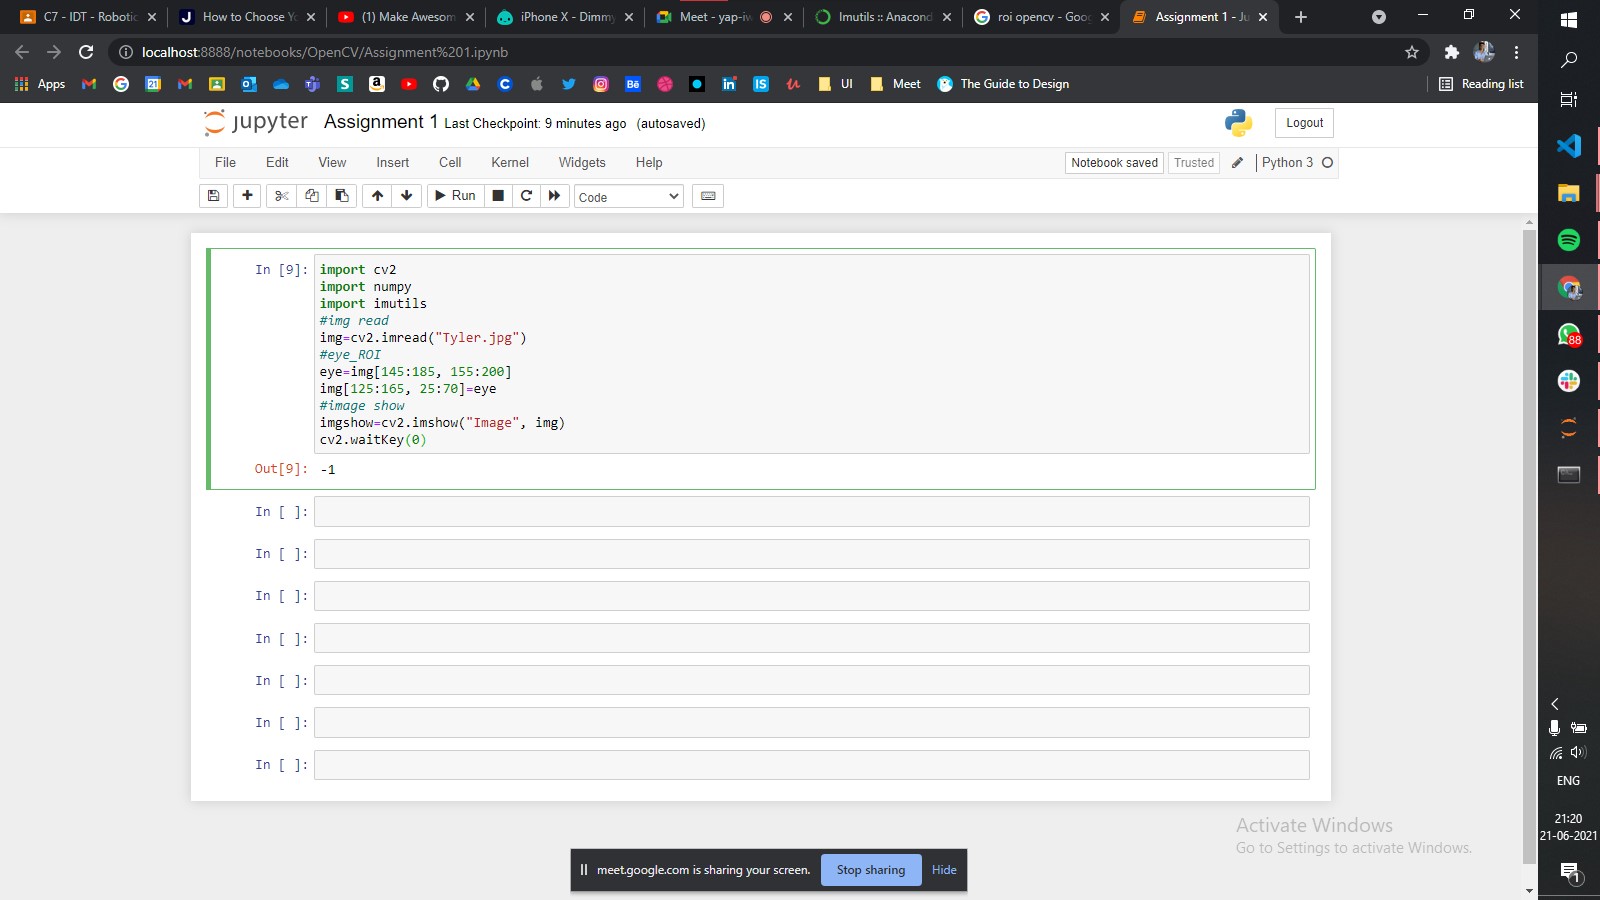 C7 - IDT - Robotic
How to Choose Yo
(1) Make Awesom
iPhone X - Dimmy
Meet - yap-iw
Imutils :: Anacond
roi opencv - Goog
Assignment 1 - Ju
localhost:8888/notebooks/OpenCV/Assignment%201.ipynb
Apps
UI
Meet
The Guide to Design
Reading list
jupyter Assignment 1 Last Checkpoint: 9 minutes ago (autosaved)
Logout
File Edit View Insert Cell Kernel Widgets Help
Notebook saved Trusted Python 3
Run Code
In [9]:
import cv2
import numpy
import imutils
#img read
img=cv2.imread("Tyler.jpg")
#eye_ROI
eye=img[145:185, 155:200]
img[125:165, 25:70]=eye
#image show
imgshow=cv2.imshow("Image", img)
cv2.waitKey(0)
Out[9]: -1
In [ ]:
In [ ]:
In [ ]:
In [ ]:
In [ ]:
In [ ]:
In [ ]:
Activate Windows
Go to Settings to activate Windows.
meet.google.com is sharing your screen. Stop sharing Hide
88
ENG
21:20
21-06-2021
1